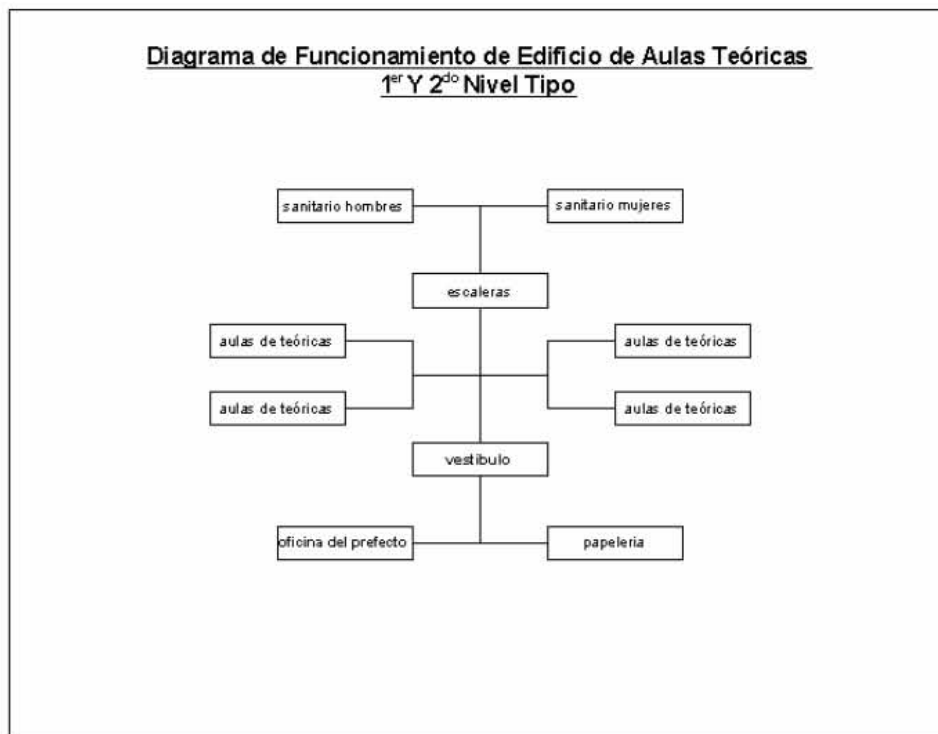 Diagrama de Funcionamiento de Edificio de Aulas Teóricas
1er Y 2do Nivel Tipo
sanitario hombres
sanitario mujeres
escaleras
aulas de teóricas
aulas de teóricas
aulas de teóricas
aulas de teóricas
vestibulo
oficina del prefecto
papeleria